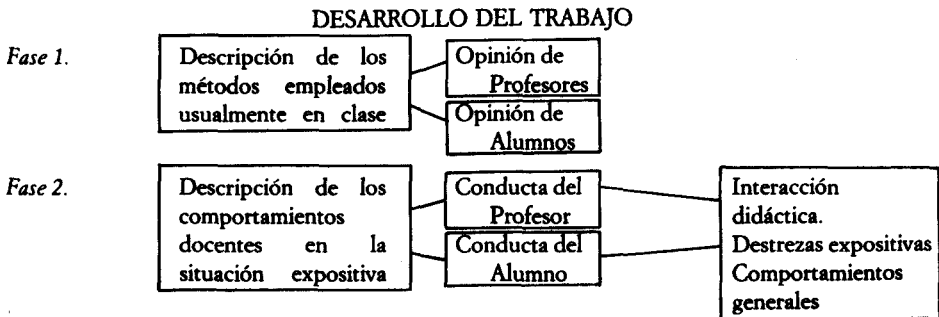 DESARROLLO DEL TRABAJO
Fase 1.
Descripción de los
métodos empleados
usualmente en clase
Opinión de
Profesores
Opinión de
Alumnos
Fase 2.
Descripción de los
comportamientos
docentes en la
situación expositiva
Conducta del
Profesor
Conducta del
Alumno
Interacción
didáctica.
Destrezas expositivas
Comportamientos
generales